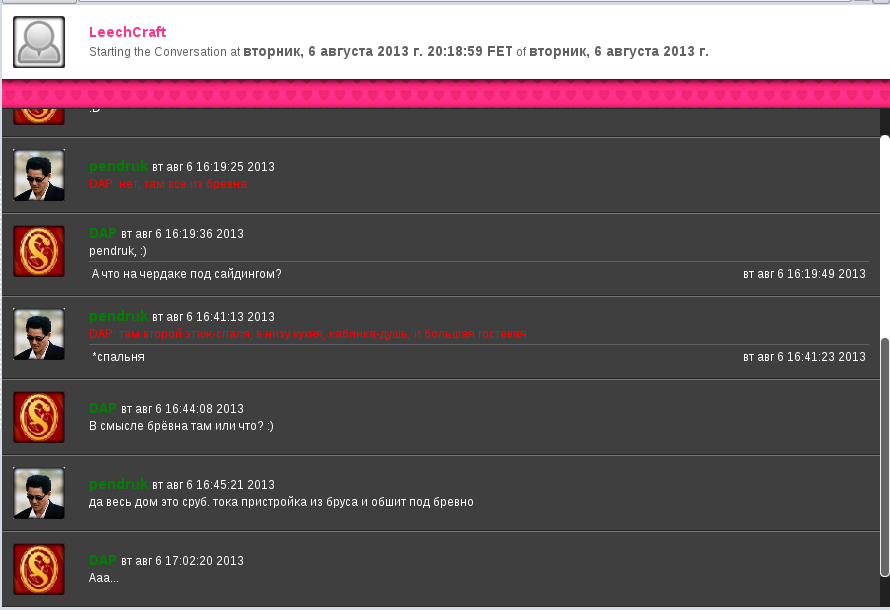 LeechCraft
Starting the Conversation at вторник, 6 августа 2013 г. 20:18:59 FET of вторник, 6 августа 2013 г.
:D
pendruk вт авг 6 16:19:25 2013
DAP: нет, там все из бревна
DAP вт авг 6 16:19:36 2013
pendruk, :)
А что на чердаке под сайдингом? вт авг 6 16:19:49 2013
pendruk вт авг 6 16:41:13 2013
DAP: там второй этаж-спаля, а низу кухня, кабинка-душь, и большая гостевач
*спальня вт авг 6 16:41:23 2013
DAP вт авг 6 16:44:08 2013
В смысле брёвна там или что? :)
pendruk вт авг 6 16:45:21 2013
да весь дом это сруб. тока пристройка из бруса и обшит под бревно
DAP вт авг 6 17:02:20 2013
Ааа...